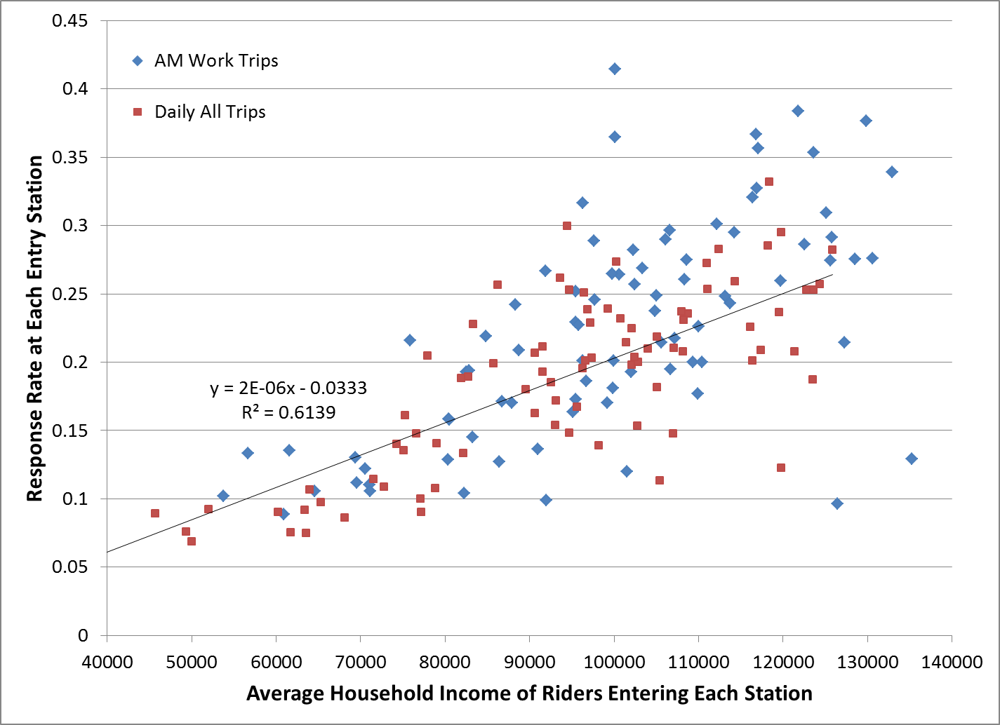 0.45
AM Work Trips
0.4
Daily All Trips
0.35
0.3
0.25
0.2
y = 2E-06x - 0.0333
R² = 0.6139
0.15
0.1
0.05
0
Response Rate at Each Entry Station
40000 50000 60000 70000 80000 90000 100000 110000 120000 130000 140000
Average Household Income of Riders Entering Each Station